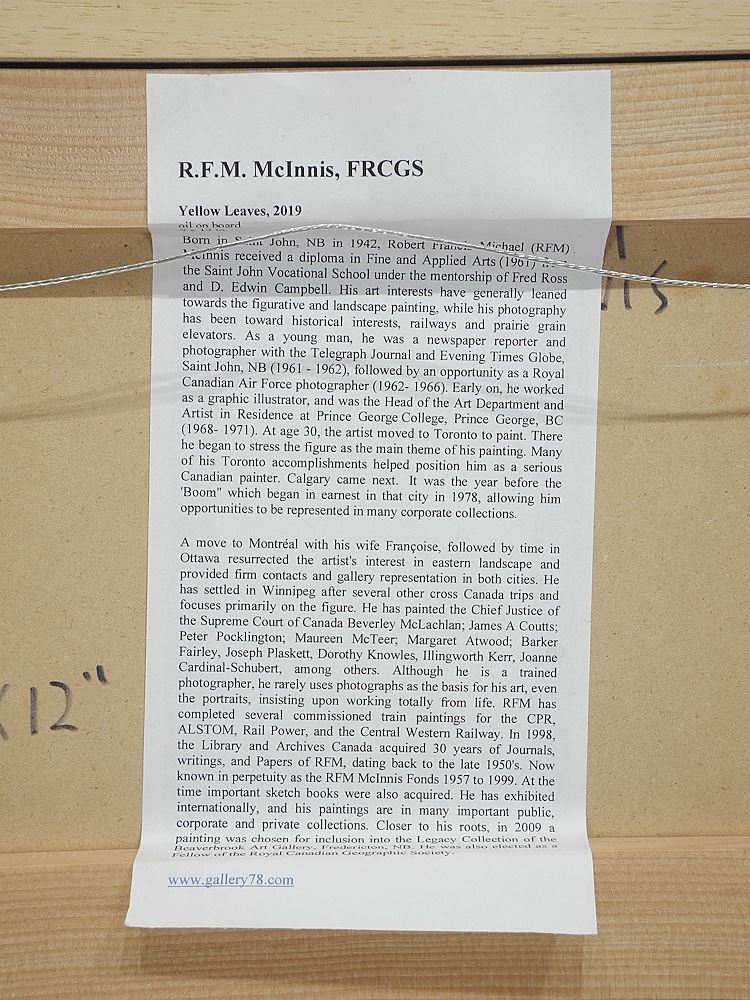 R.F.M. McInnis, FRCGS
Yellow Leaves, 2019
oil on board
Born in Saint John, NB in 1942, Robert Francis Michael (RFM)
McInnis received a diploma in Fine and Applied Arts (1961)
the Saint John Vocational School under the mentorship of Fred Ross
and D. Edwin Campbell. His art interests have generally leaned
towards the figurative and landscape painting, while his photography
has been toward historical interests, railways and prairie grain
elevators. As a young man, he was a newspaper reporter and
photographer with the Telegraph Journal and Evening Times Globe,
Saint John, NB (1961 - 1962), followed by an opportunity as a Royal
Canadian Air Force photographer (1962- 1966). Early on, he worked
as a graphic illustrator, and was the Head of the Art Department and
Artist in Residence at Prince George College, Prince George, BC
(1968- 1971). At age 30, the artist moved to Toronto to paint. There
he began to stress the figure as the main theme of his painting. Many
of his Toronto accomplishments helped position him as a serious
Canadian painter. Calgary came next. It was the year before the
'Boom" which began in earnest in that city in 1978, allowing him
opportunities to be represented in many corporate collections.
A move to Montréal with his wife Françoise, followed by time in
Ottawa resurrected the artist's interest in eastern landscape and
provided firm contacts and gallery representation in both cities. He
has settled in Winnipeg after several other cross Canada trips and
focuses primarily on the figure. He has painted the Chief Justice of
the Supreme Court of Canada Beverley McLachlan; James A Coutts;
Peter Pocklington; Maureen McTeer; Margaret Atwood; Barker
Fairley, Joseph Plaskett, Dorothy Knowles, Illingworth Kerr, Joanne
Cardinal-Schubert, among others. Although he is a trained
photographer, he rarely uses photographs as the basis for his art, even
the portraits, insisting upon working totally from life. RFM has
completed several commissioned train paintings for the CPR,
ALSTOM, Rail Power, and the Central Western Railway. In 1998,
the Library and Archives Canada acquired 30 years of Journals,
writings, and Papers of RFM, dating back to the late 1950's. Now
known in perpetuity as the RFM McInnis Fonds 1957 to 1999. At the
time important sketch books were also acquired. He has exhibited
internationally, and his paintings are in many important public,
corporate and private collections. Closer to his roots, in 2009 a
painting was chosen for inclusion into the Legacy Collection of the
Beaverbrook Art Gallery, Fredericton, NB. He was also elected as a
Fellow of the Royal Canadian Geographic Society.
www.gallery78.com
x12"